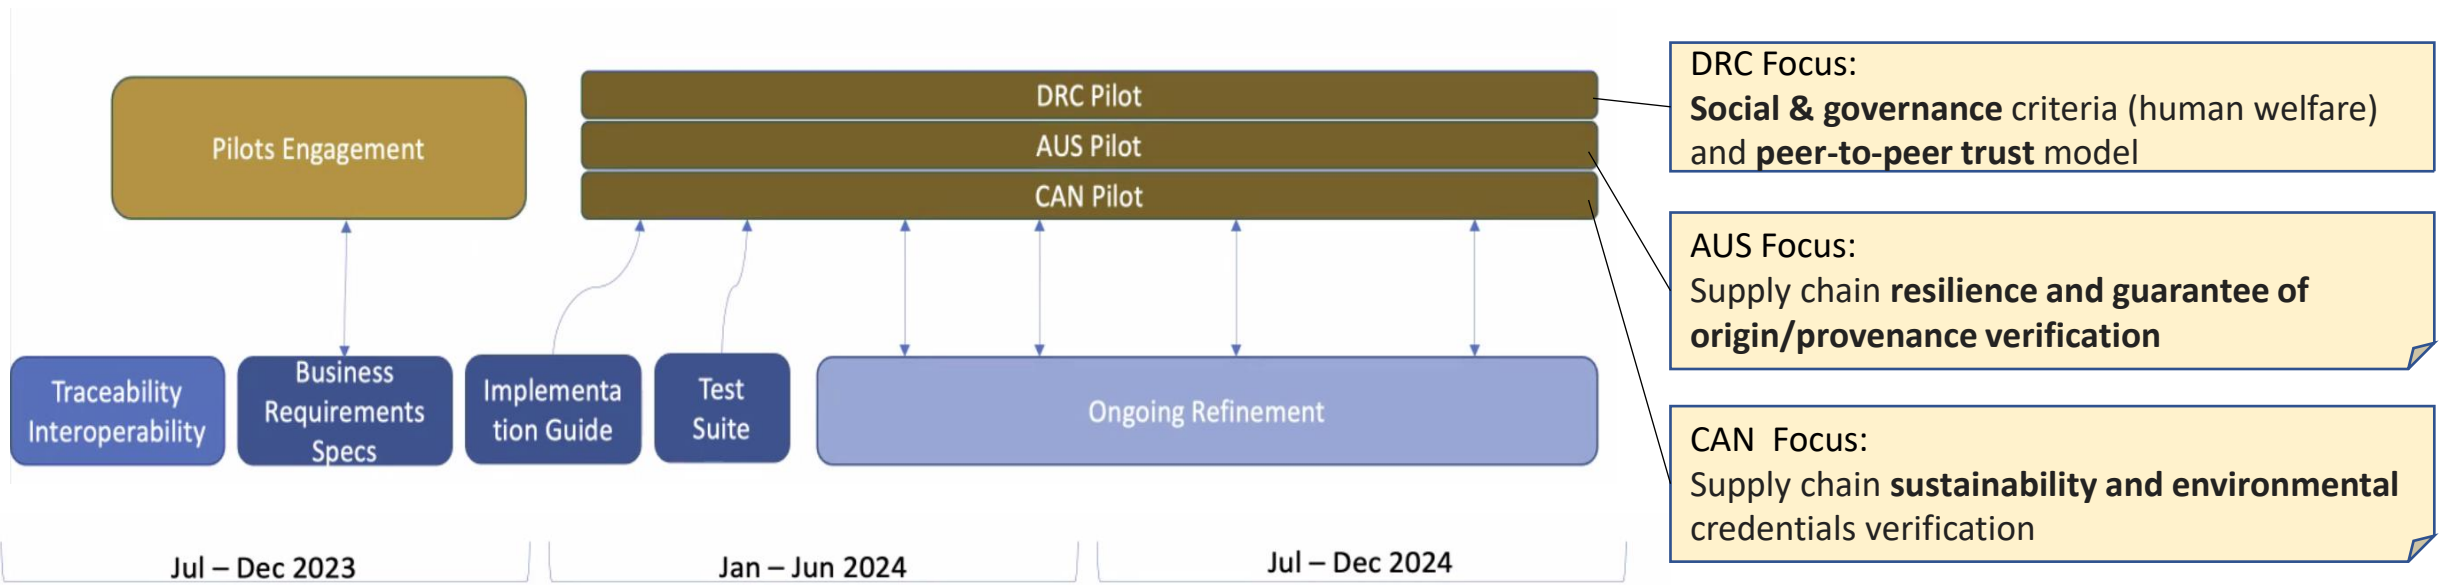 Pilots Engagement
DRC Pilot
AUS Pilot
CAN Pilot
Traceability
Interoperability
Business
Requirements
Specs
Implementa
tion Guide
Test
Suite
Ongoing Refinement
Jul – Dec 2023
Jan – Jun 2024
Jul – Dec 2024
DRC Focus:
Social & governance criteria (human welfare)
and peer-to-peer trust model
AUS Focus:
Supply chain resilience and guarantee of
origin/provenance verification
CAN  Focus:
Supply chain sustainability and environmental
credentials verification